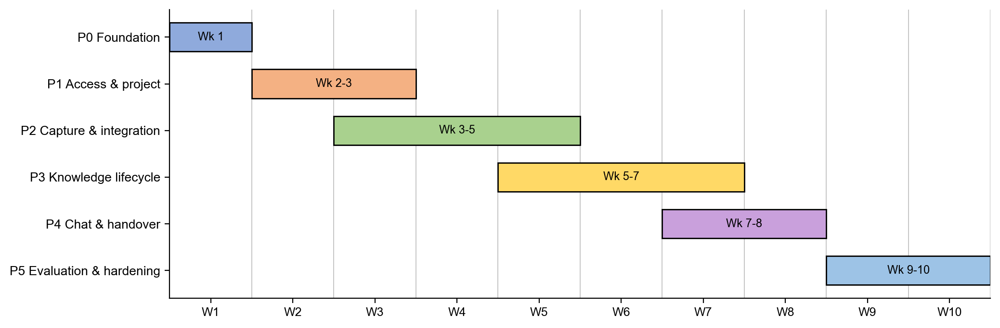 P0 Foundation
Wk 1
P1 Access & project
Wk 2-3
P2 Capture & integration
Wk 3-5
P3 Knowledge lifecycle
Wk 5-7
P4 Chat & handover
Wk 7-8
P5 Evaluation & hardening
Wk 9-10
W1 W2 W3 W4 W5 W6 W7 W8 W9 W10